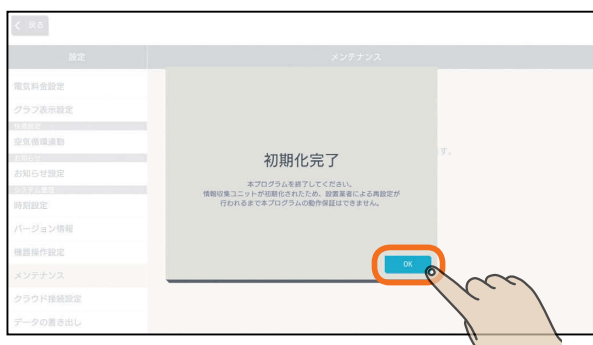 戻る
設定
メンテナンス
電気料金設定
グラフ表示設定
空気循環連動
す。
お知らせ
お知らせ設定
時刻設定
バージョン情報
機器操作設定
メンテナンス
クラウド接続設定
データの書き出し
初期化完了
本プログラムを終了してください。
情報収集ユニットが初期化されたため、設置業者による再設定が
行われるまで本プログラムの動作保証はできません。
OK